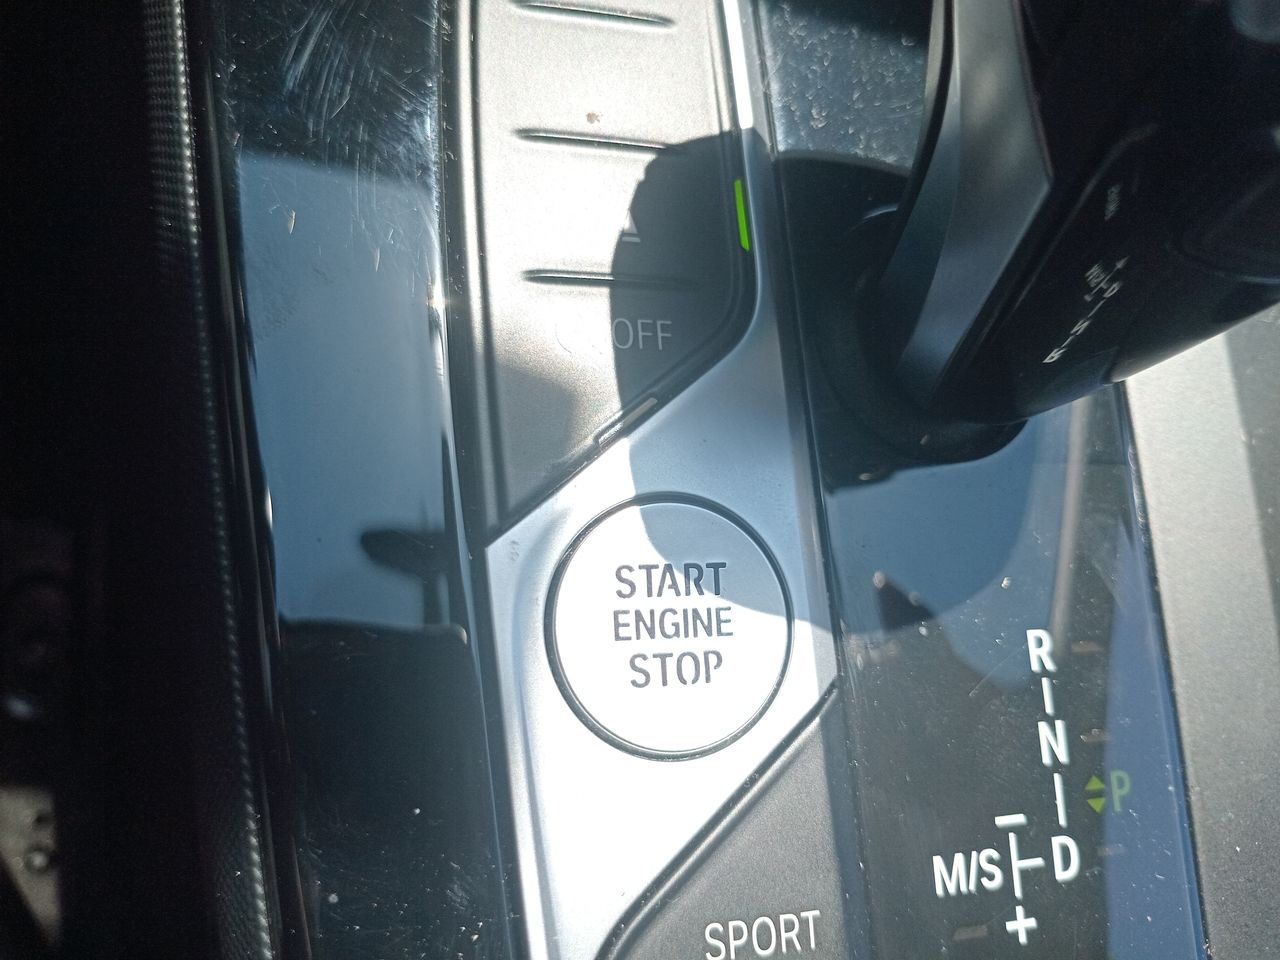 OFF
START
ENGINE
STOP
R
N
P
M/S
D
+
SPORT